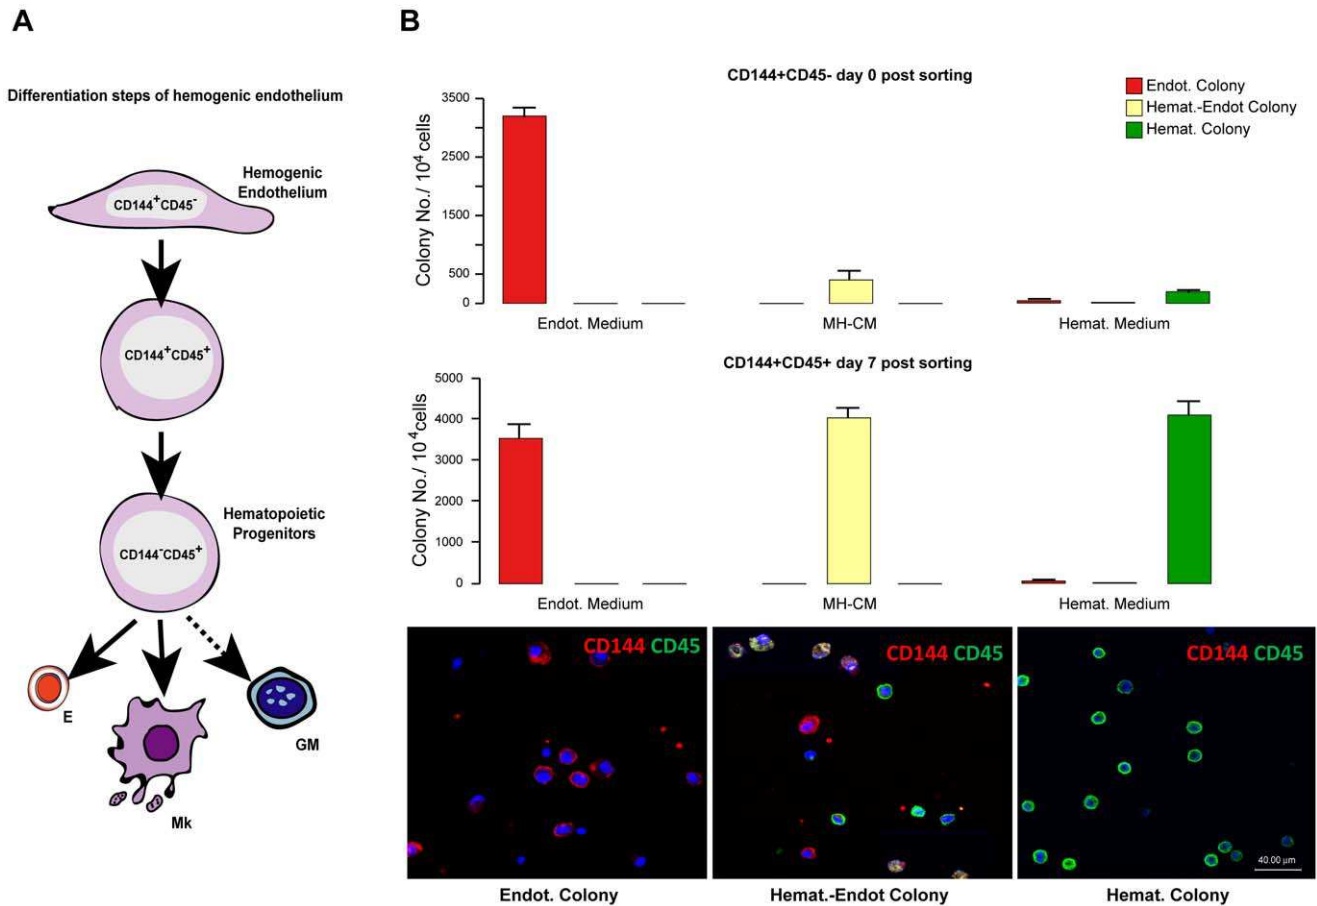 A
Differentiation steps of hemogenic endothelium
Hemogenic
Endothelium
CD144+CD45-
CD144+CD45+
Hematopoietic
Progenitors
CD144-CD45+
E
Mk
GM
B
CD144+CD45- day 0 post sorting
Endot. Colony
Hemat.-Endot Colony
Hemat. Colony
Colony No./ 10⁴ cells
3500
2500
1500
500
0
Endot. Medium
MH-CM
Hemat. Medium
CD144+CD45+ day 7 post sorting
Colony No./ 10⁴cells
5000
4000
3000
2000
1000
0
Endot. Medium
MH-CM
Hemat. Medium
CD144 CD45
CD144 CD45
CD144 CD45
40.00 µm
Endot. Colony
Hemat.-Endot Colony
Hemat. Colony